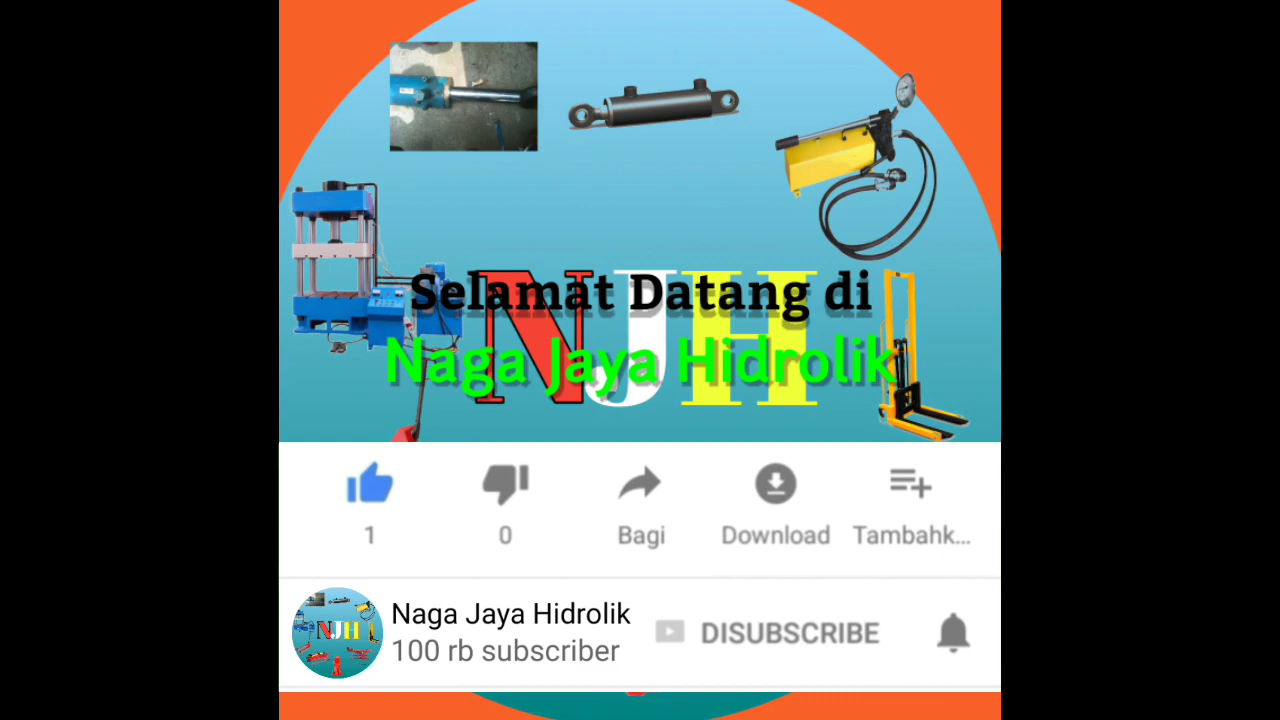 NJH
Selamat Datang di
Naga Jaya Hidrolik
1
0
Bagi
Download
Tambahk...
NJH
Naga Jaya Hidrolik
100 rb subscriber
DISUBSCRIBE